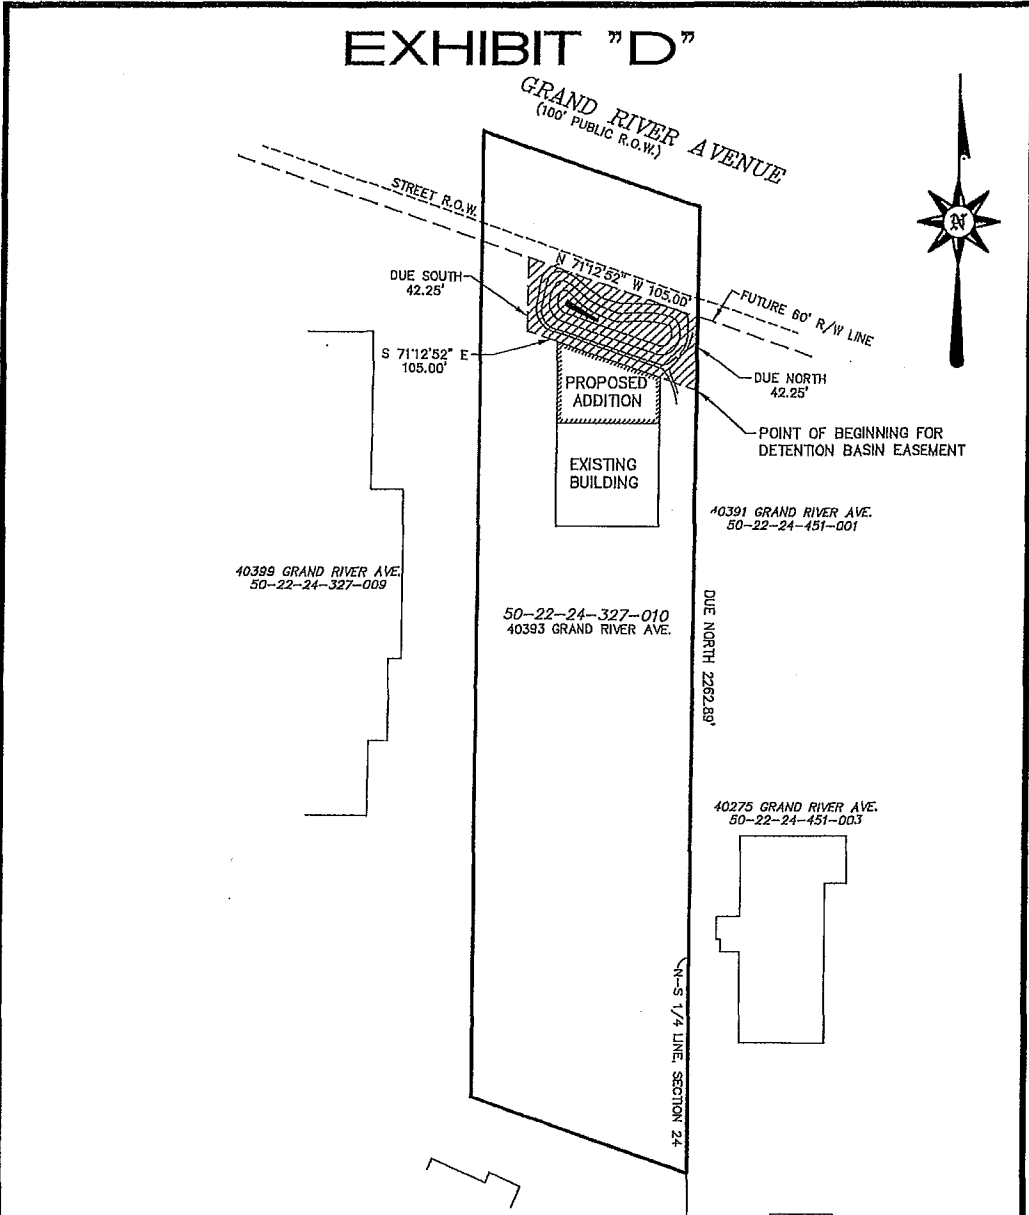 EXHIBIT "D"
GRAND RIVER AVENUE
(100' PUBLIC R.O.W.)
STREET R.O.W.
N
N 71°12'52" W 105.00'
DUE SOUTH
42.25'
FUTURE 60' R/W LINE
S 71°12'52" E
105.00'
DUE NORTH
42.25'
PROPOSED
ADDITION
POINT OF BEGINNING FOR
DETENTION BASIN EASEMENT
EXISTING
BUILDING
40391 GRAND RIVER AVE.
50-22-24-451-001
40399 GRAND RIVER AVE.
50-22-24-327-009
50-22-24-327-010
40393 GRAND RIVER AVE.
DUE NORTH 2262.89'
40275 GRAND RIVER AVE.
50-22-24-451-003
N-S 1/4 LINE, SECTION 24